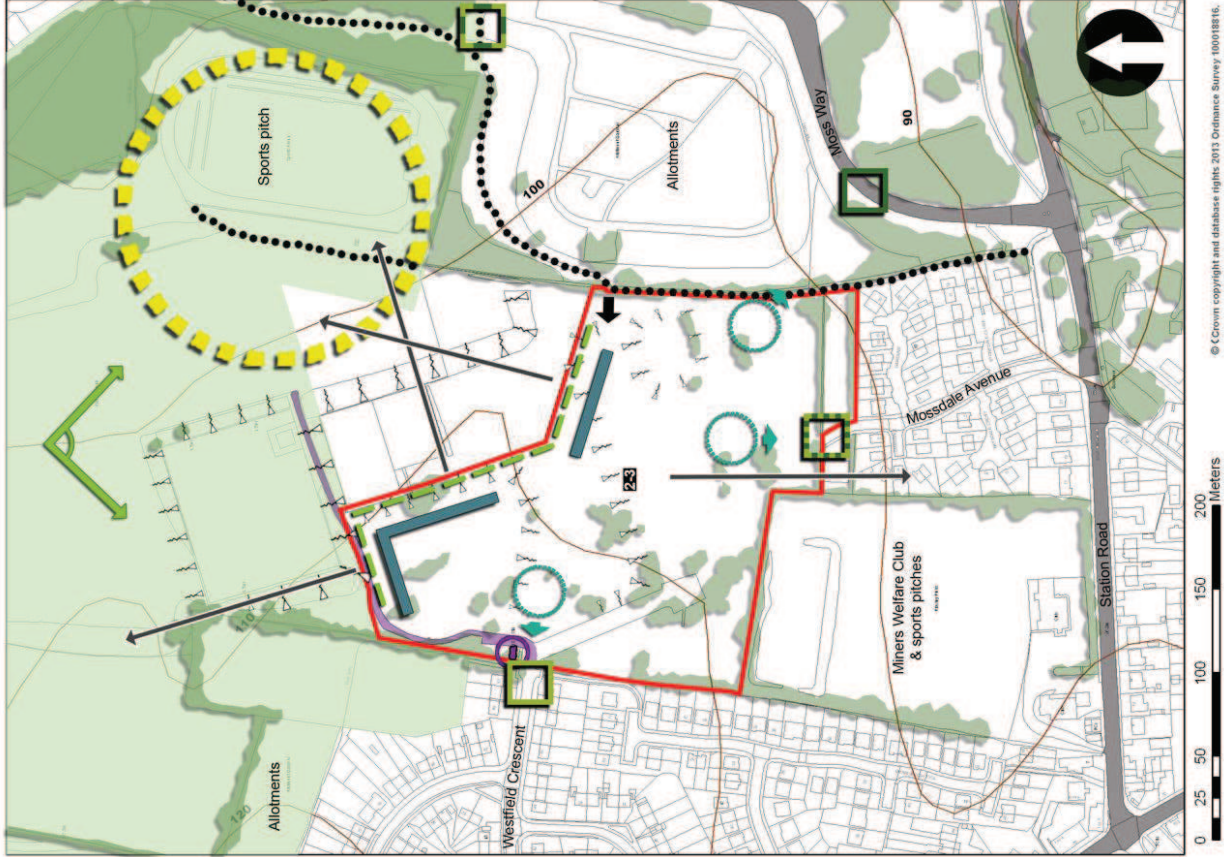 Sports pitch
100
Allotments
Moss Way
90
110
120
Allotments
2-3
Westfield Crescent
Mossdale Avenue
Miners Welfare Club
& sports pitches
Station Road
0 25 50 100 150 200
Meters
© Crown copyright and database rights 2013 Ordnance Survey 100018816.